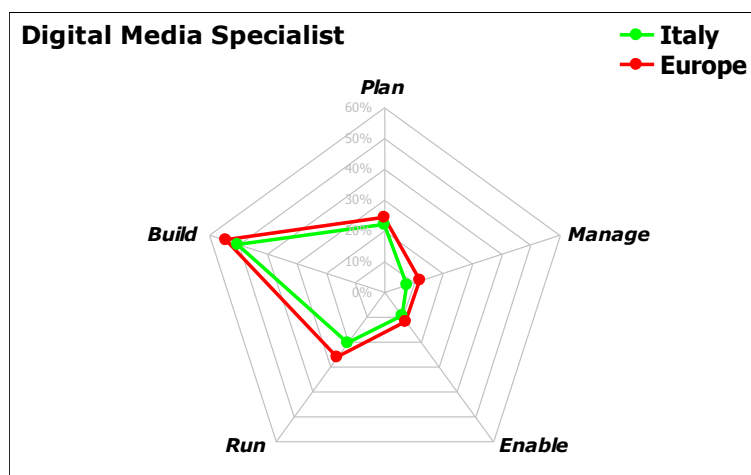 Digital Media Specialist
Italy
Europe
Plan
60%
50%
40%
30%
20%
10%
0%
Build
Manage
Run
Enable